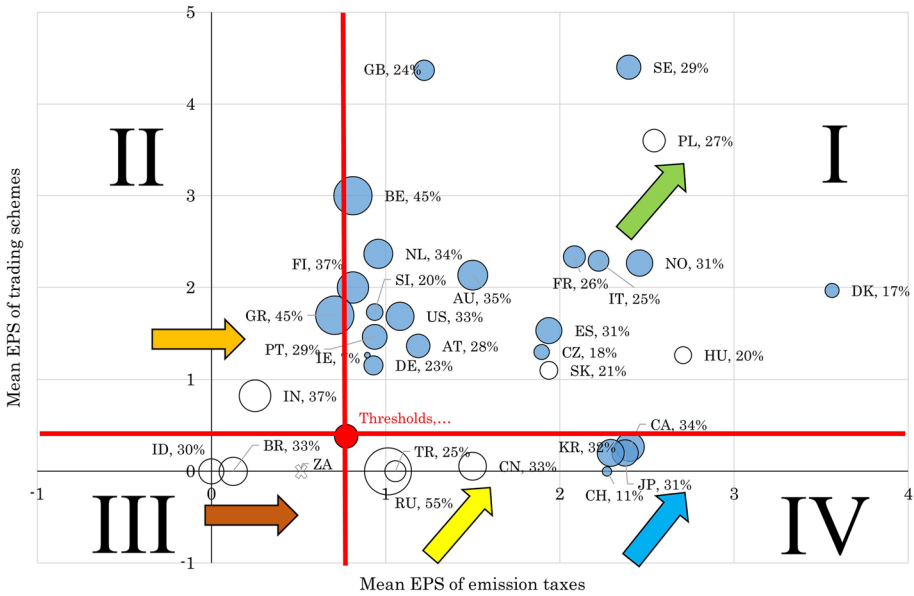 5
GB, 24%
SE, 29%
4
II
I
PL, 27%
3
BE, 45%
NL, 34%
FI, 37%
SI, 20%
NO, 31%
2
FR, 26%
IT, 25%
DK, 17%
AU, 35%
GR, 45%
US, 33%
PT, 29%
AT, 28%
ES, 31%
IE, 7%
CZ, 18%
HU, 20%
DE, 23%
SK, 21%
1
IN, 37%
Thresholds,...
CA, 34%
ID, 30%
BR, 33%
KR, 32%
TR, 25%
ZA
CN, 33%
0
-1
0
1
2
3
4
CH, 11%
JP, 31%
RU, 55%
III
IV
-1
Mean EPS of trading schemes
Mean EPS of emission taxes